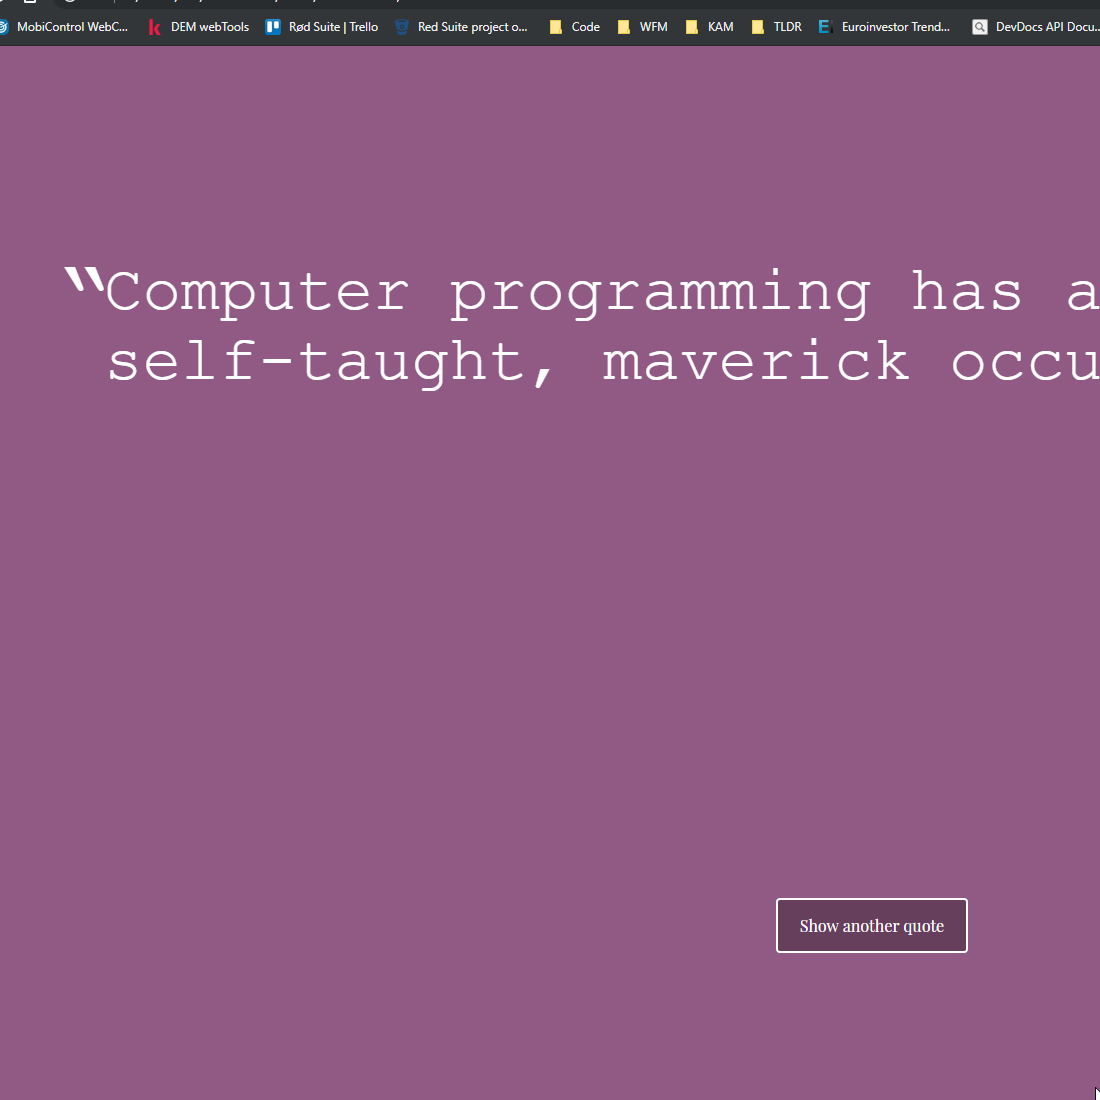 MobiControl WebC... DEM webTools Rød Suite | Trello Red Suite project o... Code WFM KAM TLDR Euroinvestor Trend... DevDocs API Docu...
“Computer programming has a
self-taught, maverick occu
Show another quote